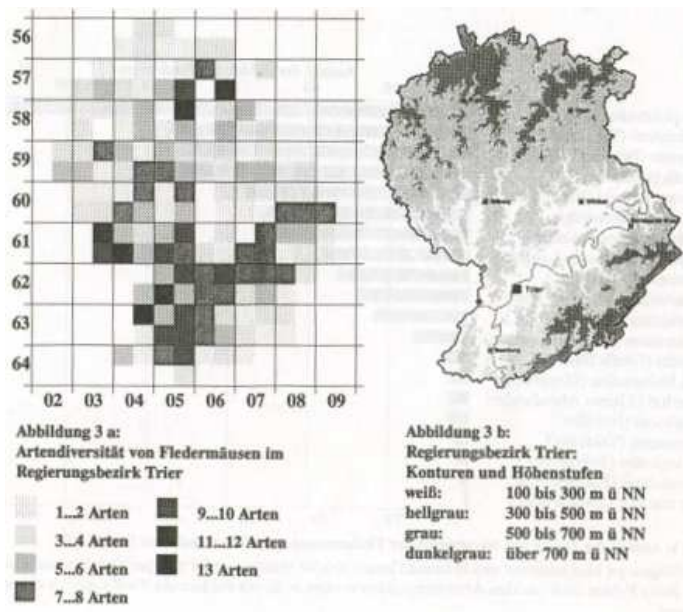 56
57
58
59
60
61
62
63
64
02 03 04 05 06 07 08 09
Abbildung 3 a:
Artendiversität von Fledermäusen im
Regierungsbezirk Trier
1...2 Arten
3...4 Arten
5...6 Arten
7...8 Arten
9...10 Arten
11...12 Arten
13 Arten
Trier
Abbildung 3 b:
Regierungsbezirk Trier:
Konturen und Höhenstufen
weiß: 100 bis 300 m ü NN
hellgrau: 300 bis 500 m ü NN
grau: 500 bis 700 m ü NN
dunkelgrau: über 700 m ü NN